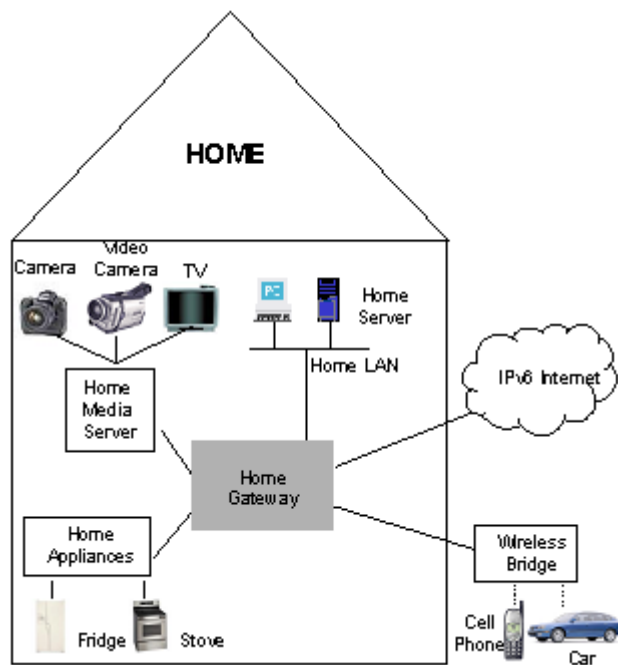 HOME
Camera
Video
Camera
TV
PC
Home
Server
Home LAN
Home
Media
Server
IPv6 Internet
Home
Gateway
Home
Appliances
Wireless
Bridge
Fridge
Stove
Cell
Phone
Car